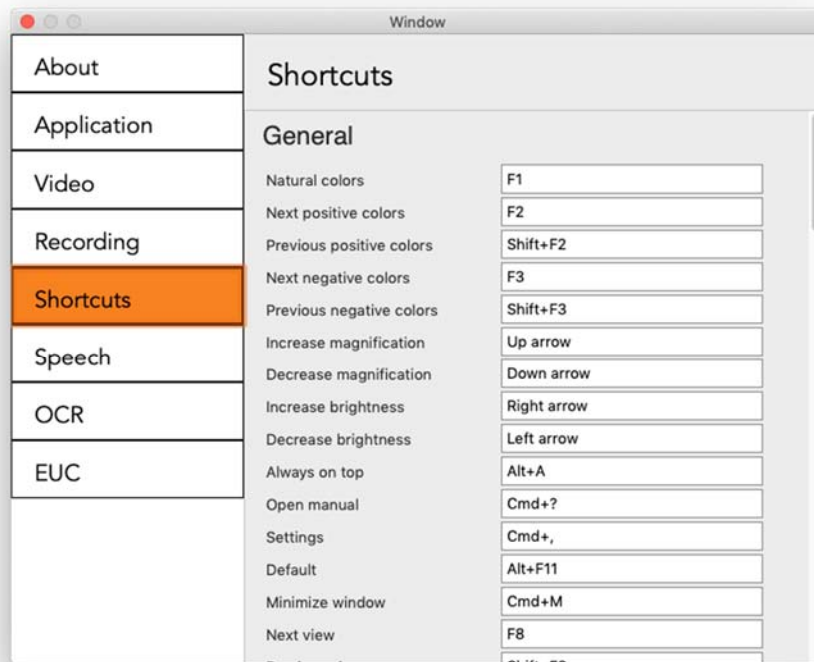 Window
About
Application
Video
Recording
Shortcuts
Speech
OCR
EUC
Shortcuts
General
Natural colors F1
Next positive colors F2
Previous positive colors Shift+F2
Next negative colors F3
Previous negative colors Shift+F3
Increase magnification Up arrow
Decrease magnification Down arrow
Increase brightness Right arrow
Decrease brightness Left arrow
Always on top Alt+A
Open manual Cmd+?
Settings Cmd+,
Default Alt+F11
Minimize window Cmd+M
Next view F8